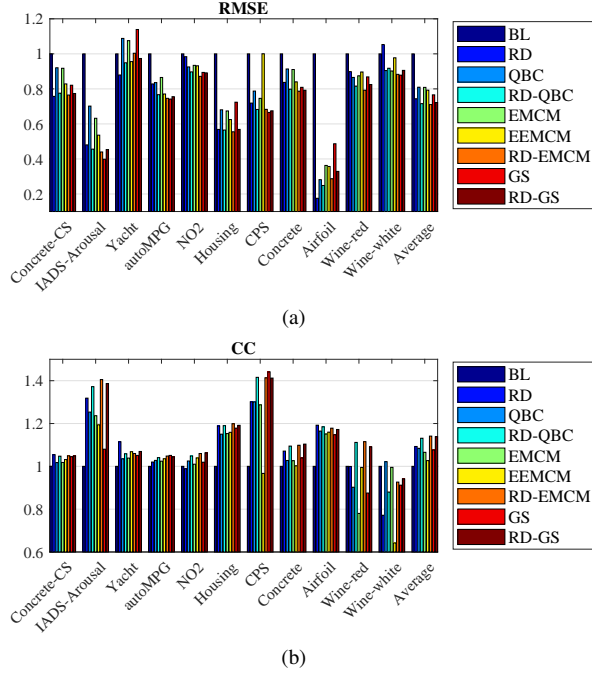 RMSE
1.2
1
0.8
0.6
0.4
0.2
Concrete-CS
IADS-Arousal
Yacht
autoMPG
NO2
Housing
CPS
Concrete
Airfoil
Wine-red
Wine-white
Average
BL
RD
QBC
RD-QBC
EMCM
EEMCM
RD-EMCM
GS
RD-GS
(a)
CC
1.4
1.2
1
0.8
0.6
Concrete-CS
IADS-Arousal
Yacht
autoMPG
NO2
Housing
CPS
Concrete
Airfoil
Wine-red
Wine-white
Average
BL
RD
QBC
RD-QBC
EMCM
EEMCM
RD-EMCM
GS
RD-GS
(b)